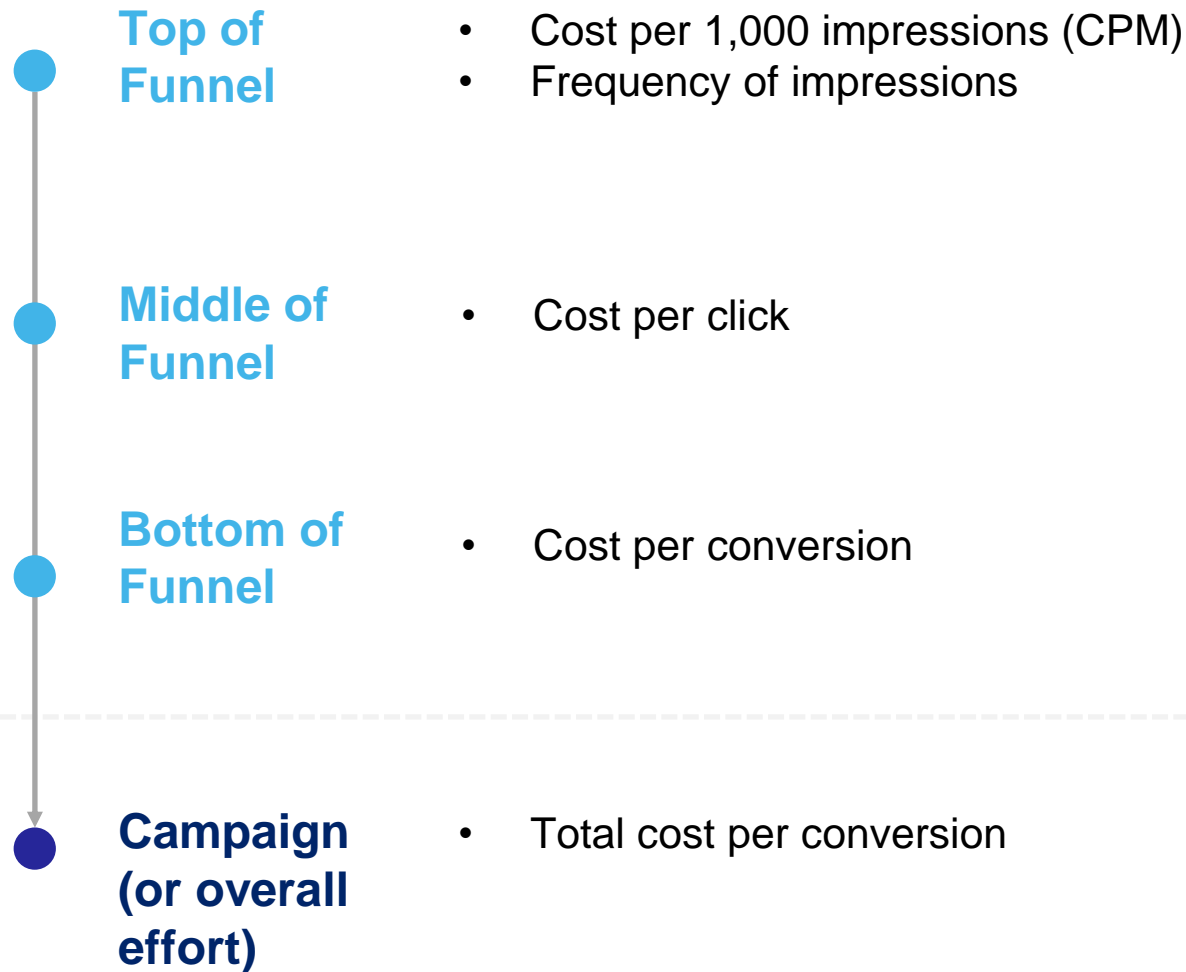 Top of
Funnel
• Cost per 1,000 impressions (CPM)
• Frequency of impressions
Middle of
Funnel
• Cost per click
Bottom of
Funnel
• Cost per conversion
Campaign
(or overall
effort)
• Total cost per conversion